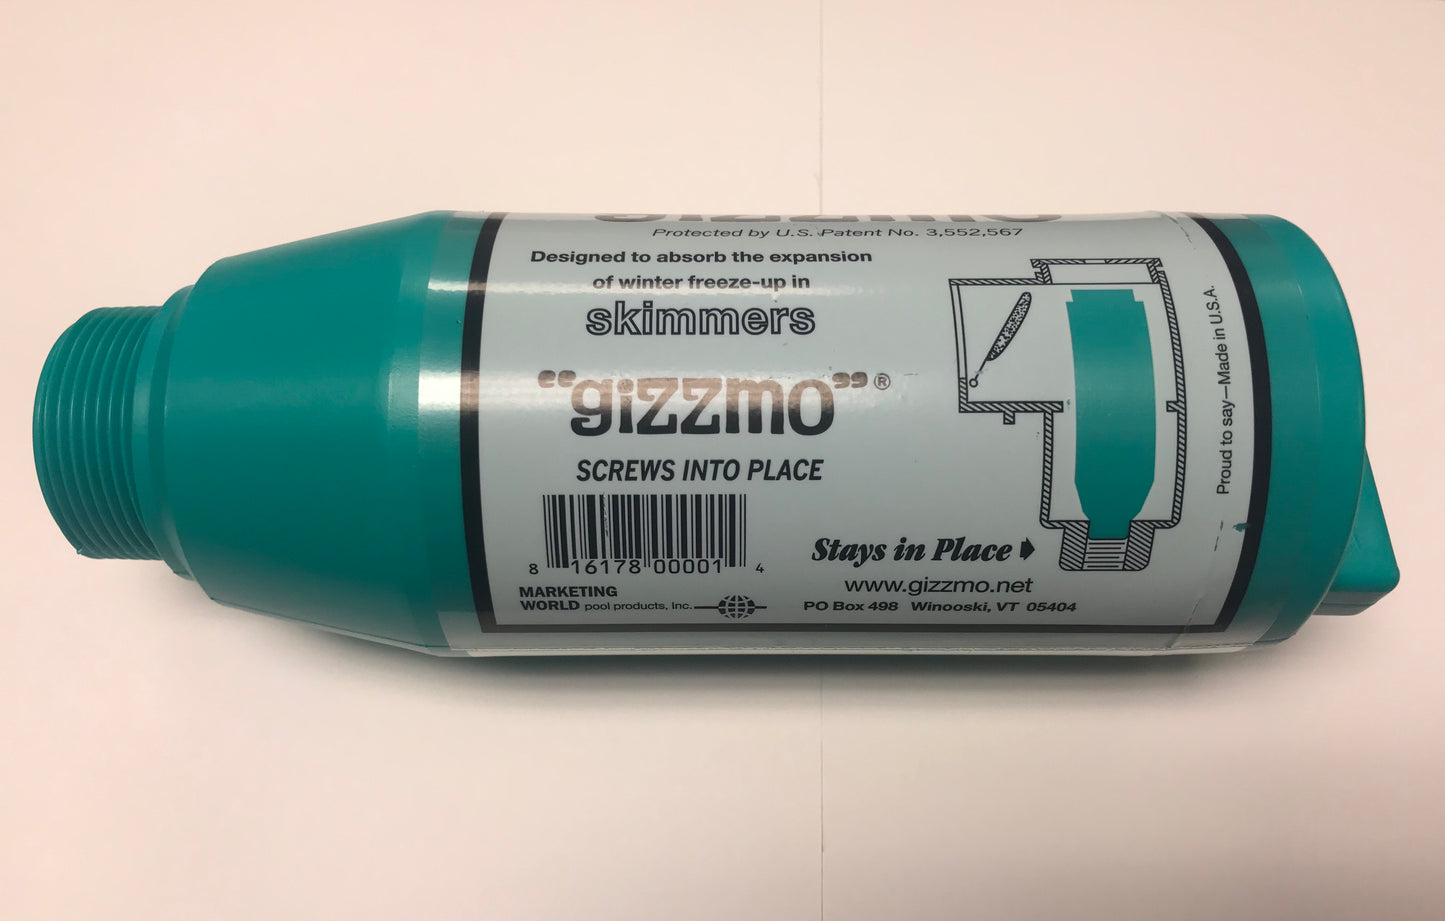 gizzmo
Protected by U.S. Patent No. 3,552,567
Designed to absorb the expansion
of winter freeze-up in
skimmers
"gizzmo"®
SCREWS INTO PLACE
8 16178 00001 4
MARKETING
WORLD pool products, Inc.
Stays in Place
www.gizzmo.net
PO Box 498 Winooski, VT 05404
Proud to say—Made in U.S.A.